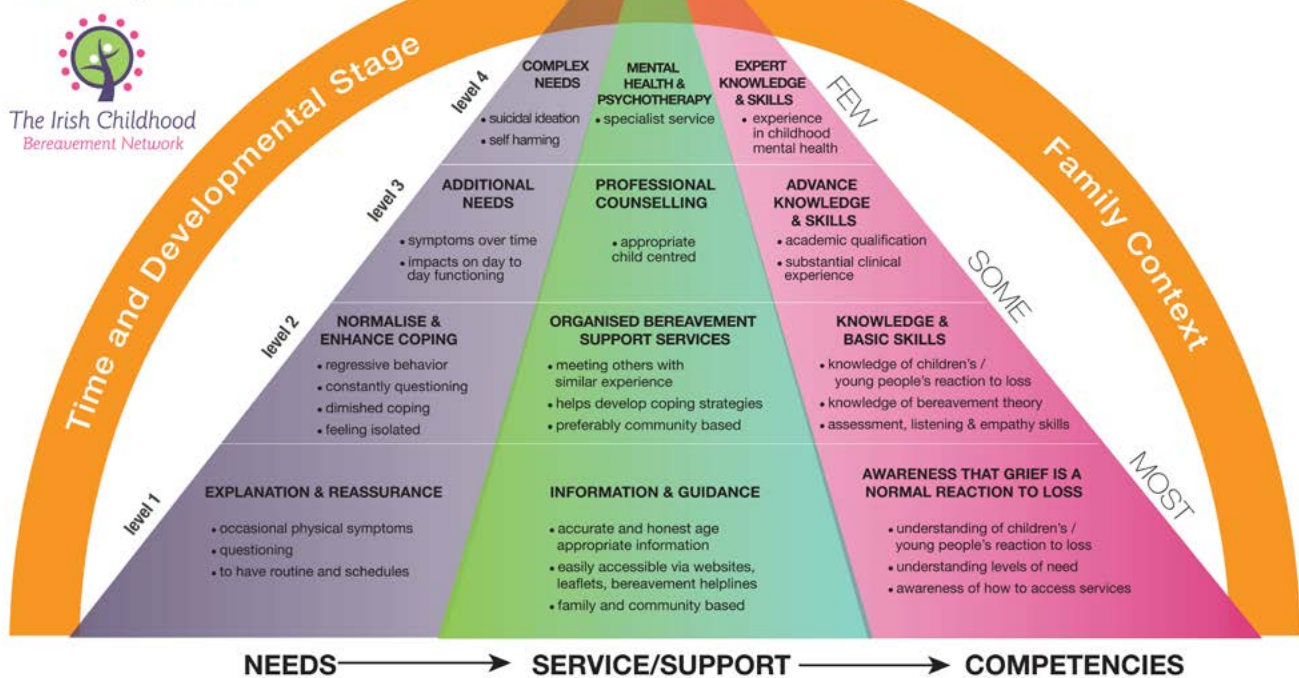 The Irish Childhood
Bereavement Network
Time and Developmental Stage
Family Context
level 4
COMPLEX
NEEDS
• suicidal ideation
• self harming
MENTAL
HEALTH &
PSYCHOTHERAPY
• specialist service
EXPERT
KNOWLEDGE
& SKILLS
• experience
in childhood
mental health
FEW
level 3
ADDITIONAL
NEEDS
• symptoms over time
• impacts on day to
day functioning
PROFESSIONAL
COUNSELLING
• appropriate
child centred
ADVANCE
KNOWLEDGE
& SKILLS
• academic qualification
• substantial clinical
experience
SOME
level 2
NORMALISE &
ENHANCE COPING
• regressive behavior
• constantly questioning
• dimished coping
• feeling isolated
ORGANISED BEREAVEMENT
SUPPORT SERVICES
• meeting others with
similar experience
• helps develop coping strategies
• preferably community based
KNOWLEDGE &
BASIC SKILLS
• knowledge of children's /
young people's reaction to loss
• knowledge of bereavement theory
• assessment, listening & empathy skills
MOST
level 1
EXPLANATION & REASSURANCE
• occasional physical symptoms
• questioning
• to have routine and schedules
INFORMATION & GUIDANCE
• accurate and honest age
appropriate information
• easily accessible via websites,
leaflets, bereavement helplines
• family and community based
AWARENESS THAT GRIEF IS A
NORMAL REACTION TO LOSS
• understanding of children's /
young people's reaction to loss
• understanding levels of need
• awareness of how to access services
NEEDS
SERVICE/SUPPORT
COMPETENCIES